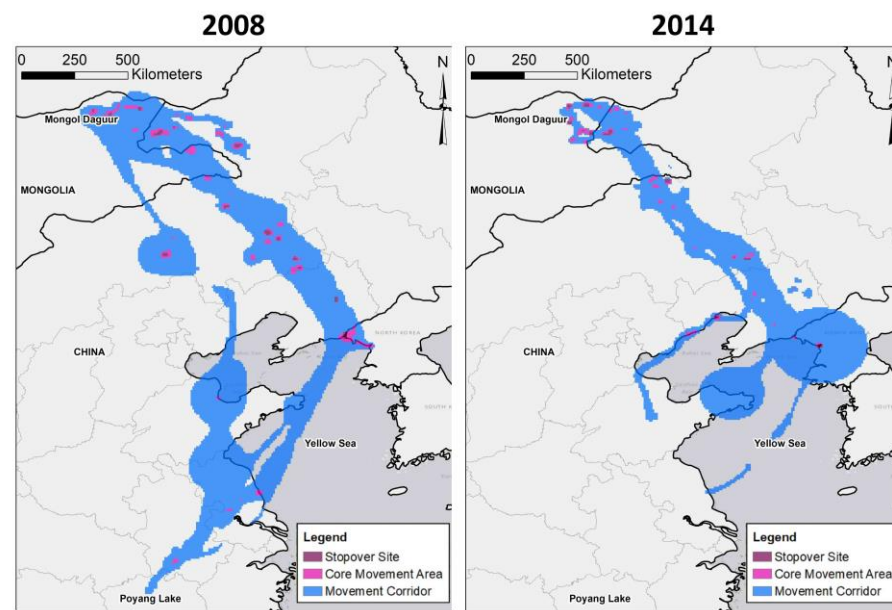 2008
2014
0 250 500
Kilometers
N
Mongol Daguur
MONGOLIA
NORTH KOREA
CHINA
Yellow Sea
Legend
Stopover Site
Core Movement Area
Movement Corridor
Poyang Lake
0 250 500
Kilometers
N
Mongol Daguur
MONGOLIA
CHINA
Yellow Sea
Legend
Stopover Site
Core Movement Area
Movement Corridor
Poyang Lake